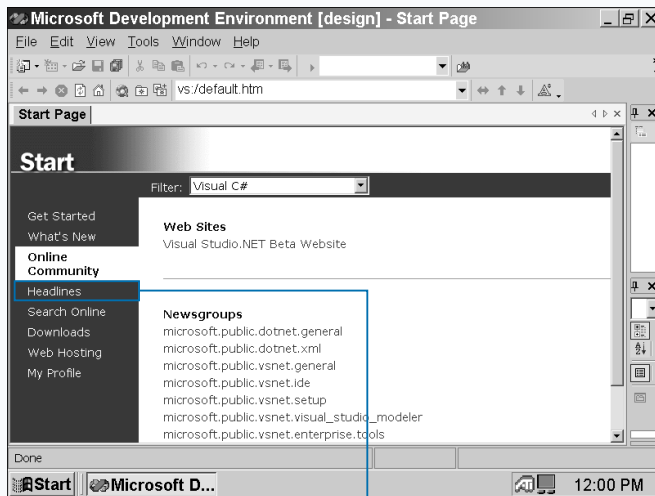 Microsoft Development Environment [design] - Start Page
File Edit View Tools Window Help
vs:/default.htm
Start Page
Start
Filter: Visual C#
Get Started
What's New
Online
Community
Headlines
Search Online
Downloads
Web Hosting
My Profile
Web Sites
Visual Studio.NET Beta Website
Newsgroups
microsoft.public.dotnet.general
microsoft.public.dotnet.xml
microsoft.public.vsnet.general
microsoft.public.vsnet.ide
microsoft.public.vsnet.setup
microsoft.public.vsnet.visual_studio_modeler
microsoft.public.vsnet.enterprise.tools
Done
Start Microsoft D... 12:00 PM